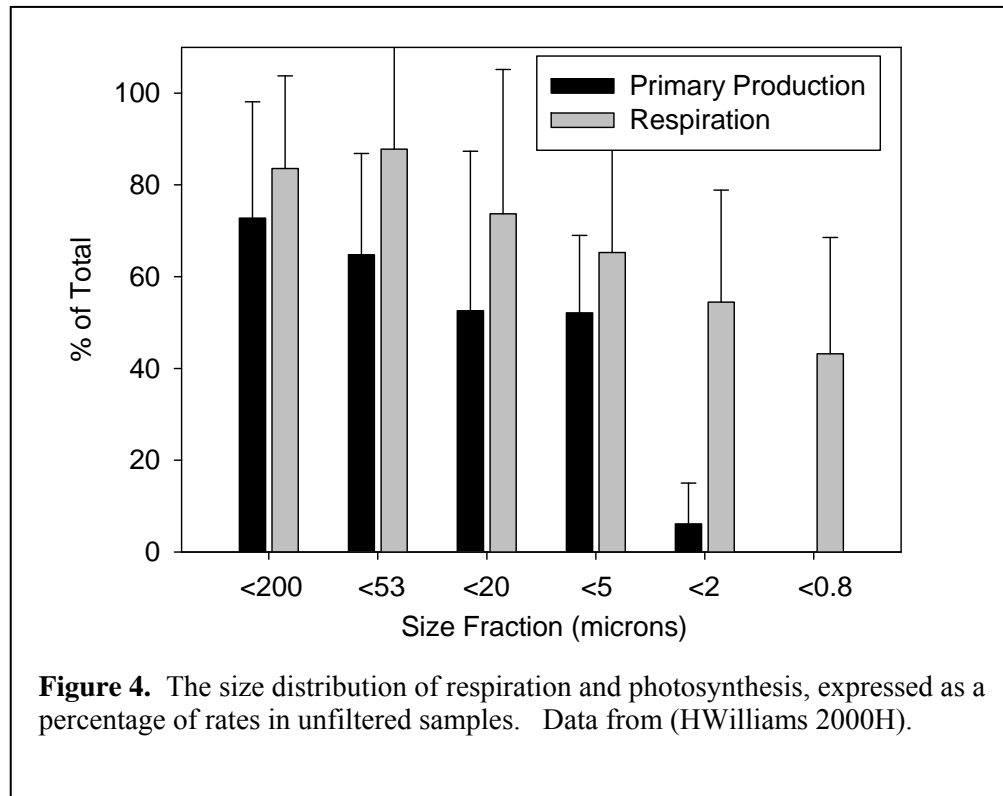 Primary Production
Respiration
100
80
60
40
20
0
% of Total
<200 <53 <20 <5 <2 <0.8
Size Fraction (microns)
Figure 4. The size distribution of respiration and photosynthesis, expressed as a
percentage of rates in unfiltered samples. Data from (HWilliams 2000H).